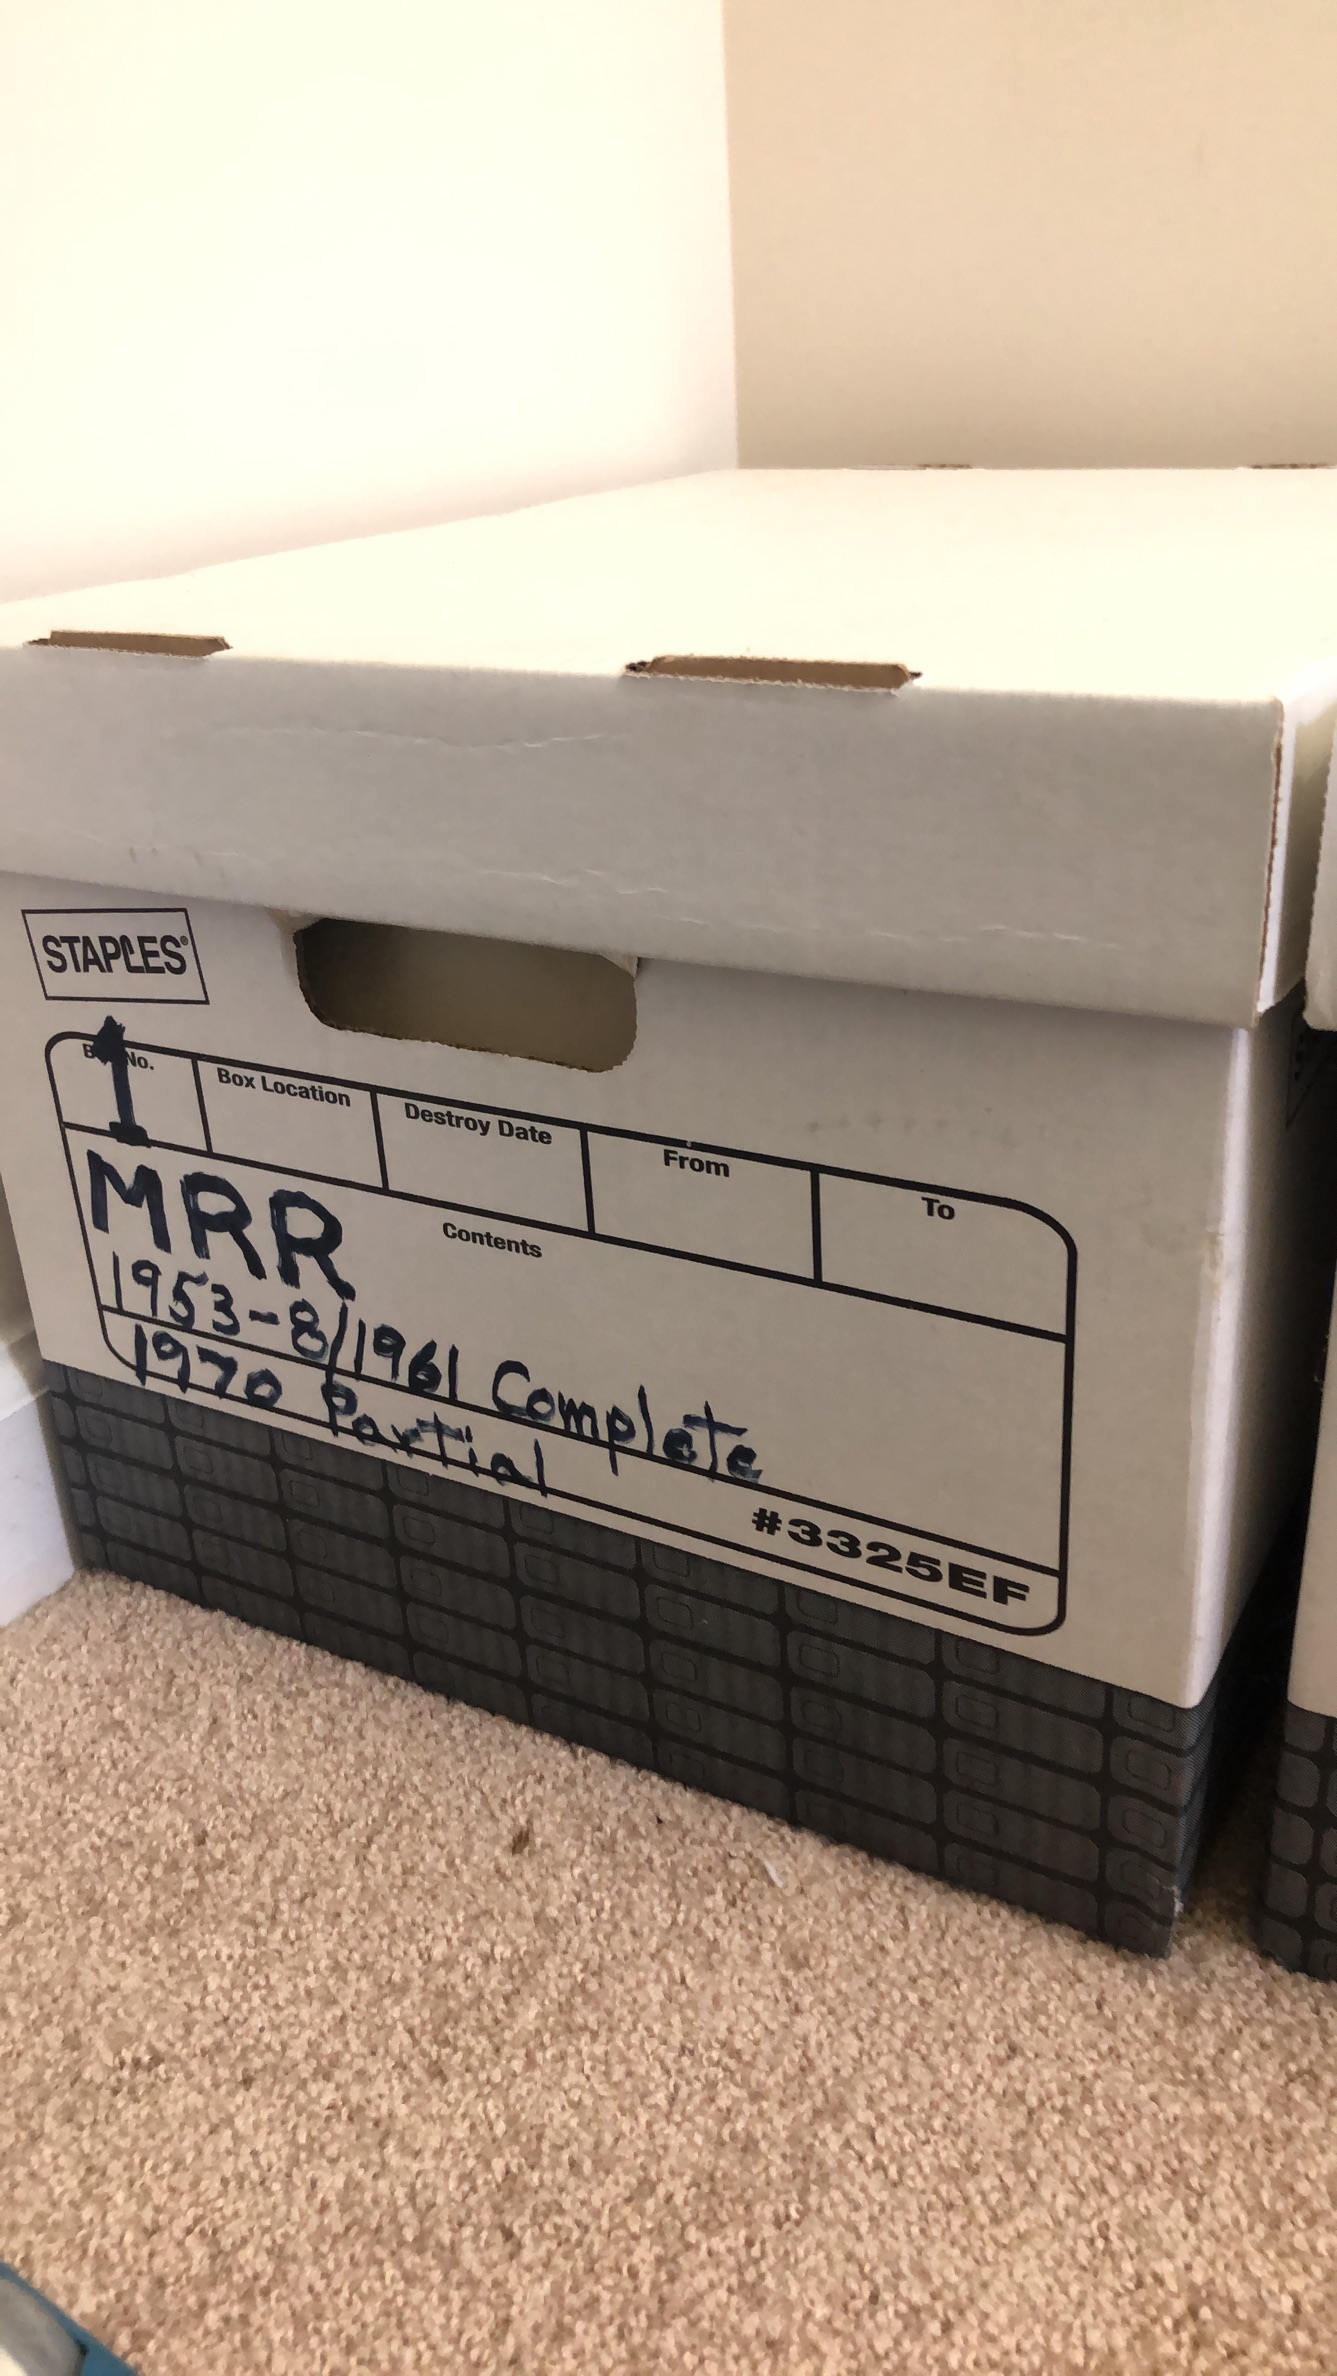 STAPLES®
Box No.
1
Box Location
Destroy Date
From
To
Contents
MRR
1953-8/1961 Complete
1970 Partial
#3325EF